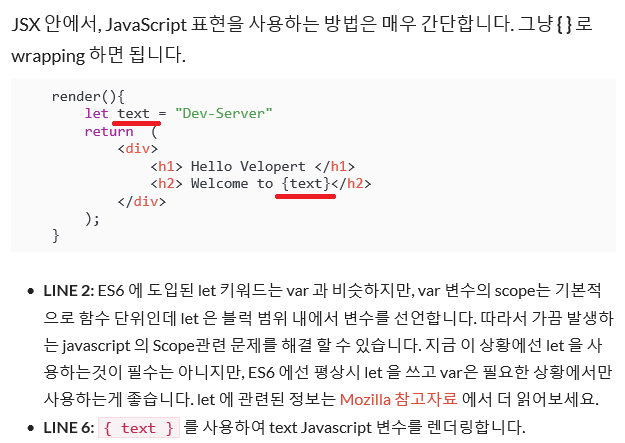 JSX 안에서, JavaScript 표현을 사용하는 방법은 매우 간단합니다. 그냥 { } 로
wrapping 하면 됩니다.
render(){
let text = "Dev-Server"
return (
<div>
<h1> Hello Velopert </h1>
<h2> Welcome to {text}</h2>
</div>
);
}
• LINE 2: ES6 에 도입된 let 키워드는 var 과 비슷하지만, var 변수의 scope는 기본적
으로 함수 단위인데 let 은 블럭 범위 내에서 변수를 선언합니다. 따라서 가끔 발생하
는 javascript 의 Scope관련 문제를 해결 할 수 있습니다. 지금 이 상황에선 let 을 사
용하는것이 필수는 아니지만, ES6 에선 평상시 let 을 쓰고 var은 필요한 상황에서만
사용하는게 좋습니다. let 에 관련된 정보는 Mozilla 참고자료 에서 더 읽어보세요.
• LINE 6: { text } 를 사용하여 text Javascript 변수를 렌더링합니다.